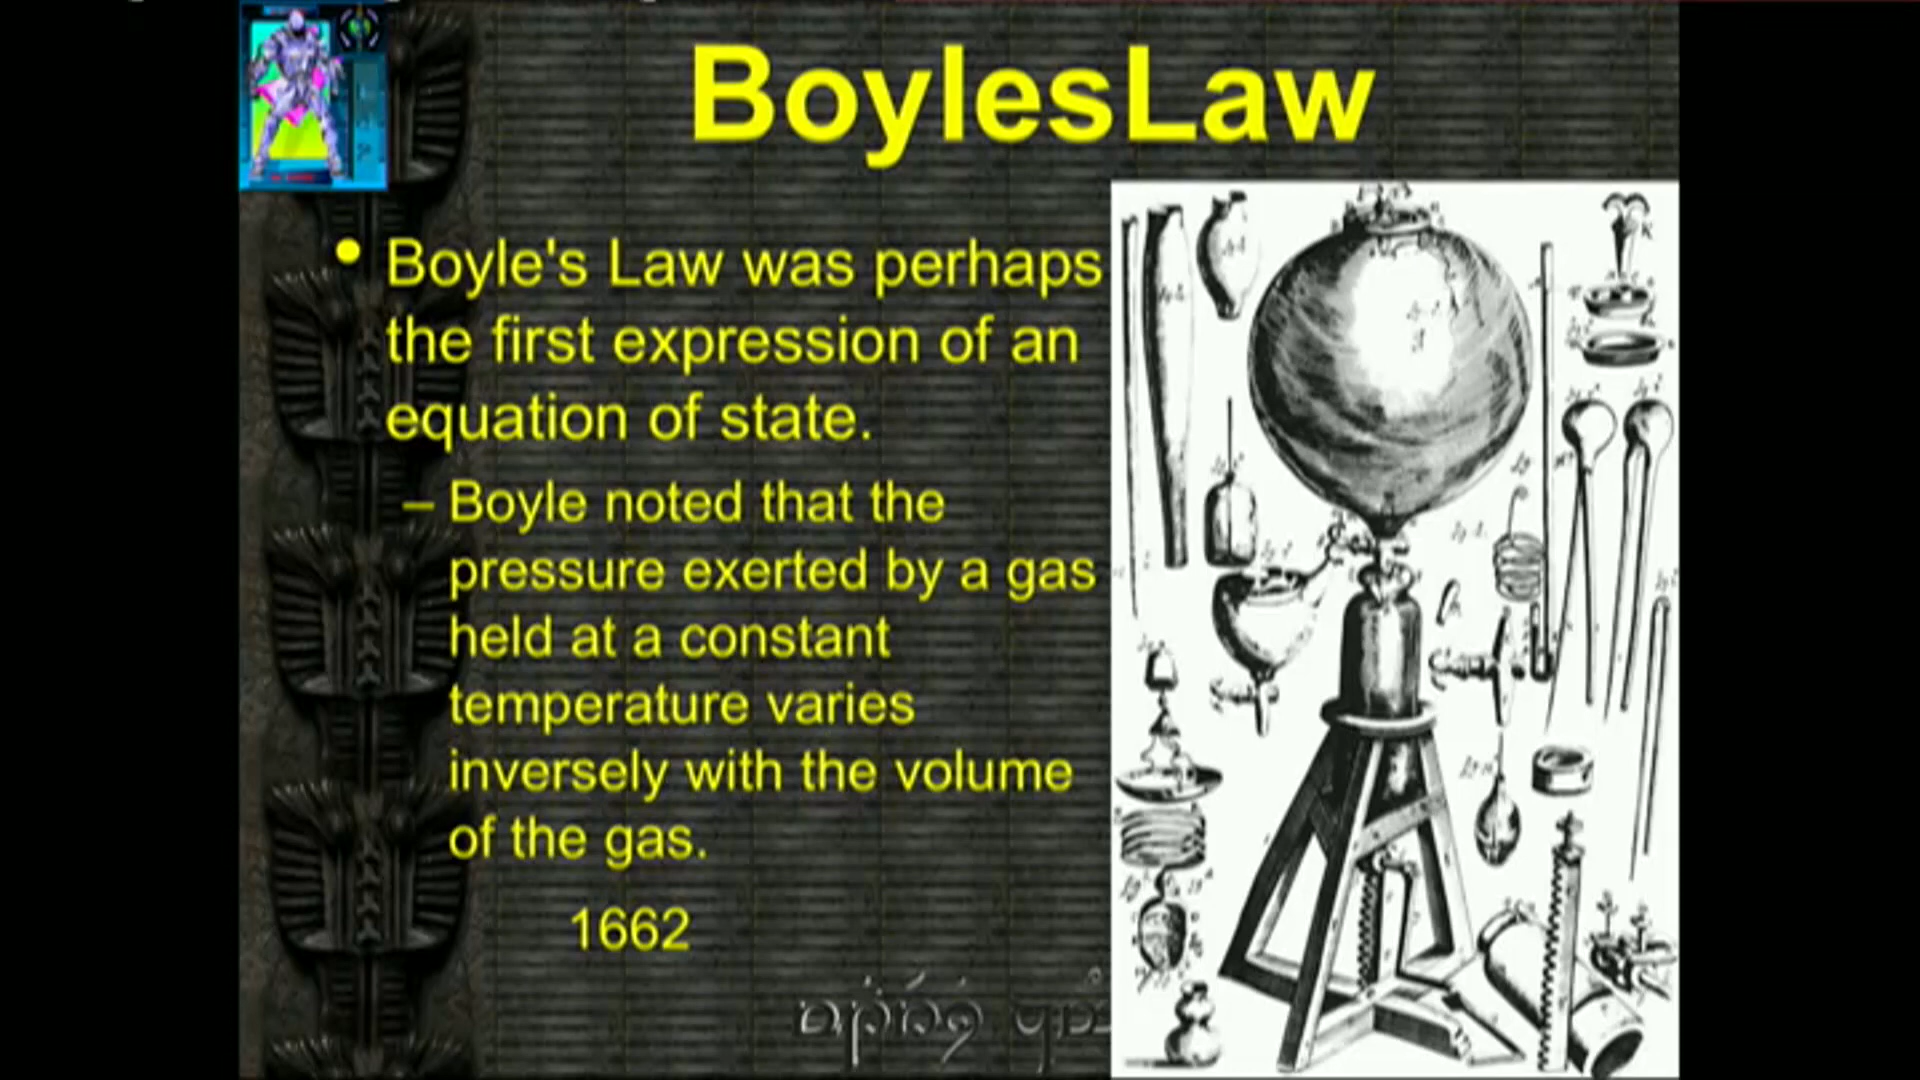 BoylesLaw
• Boyle's Law was perhaps
the first expression of an
equation of state.
– Boyle noted that the
pressure exerted by a gas
held at a constant
temperature varies
inversely with the volume
of the gas.
1662